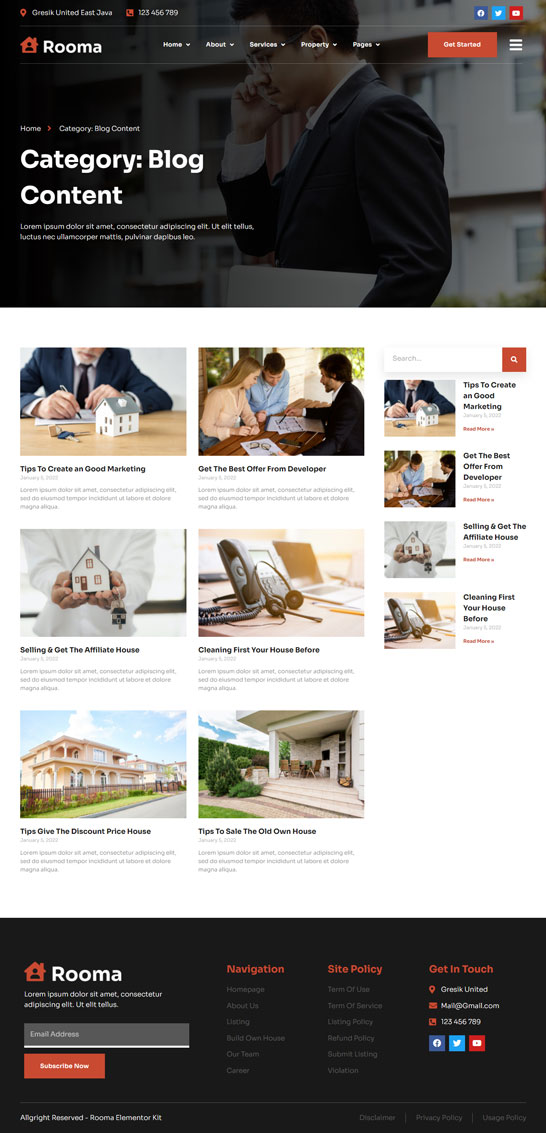 Gresik United East Java
123 456 789
Rooma
Home
About
Services
Property
Pages
Get Started
Home
Category: Blog Content
Category: Blog
Content
Lorem ipsum dolor sit amet, consectetur adipiscing elit. Ut elit tellus,
luctus nec ullamcorper mattis, pulvinar dapibus leo.
Tips To Create an Good Marketing
January 5, 2022
Lorem ipsum dolor sit amet, consectetur adipiscing elit,
sed do eiusmod tempor incididunt ut labore et dolore
magna aliqua.
Get The Best Offer From Developer
January 5, 2022
Lorem ipsum dolor sit amet, consectetur adipiscing elit,
sed do eiusmod tempor incididunt ut labore et dolore
magna aliqua.
Selling & Get The Affiliate House
January 5, 2022
Lorem ipsum dolor sit amet, consectetur adipiscing elit,
sed do eiusmod tempor incididunt ut labore et dolore
magna aliqua.
Cleaning First Your House Before
January 5, 2022
Lorem ipsum dolor sit amet, consectetur adipiscing elit,
sed do eiusmod tempor incididunt ut labore et dolore
magna aliqua.
Tips Give The Discount Price House
January 5, 2022
Lorem ipsum dolor sit amet, consectetur adipiscing elit,
sed do eiusmod tempor incididunt ut labore et dolore
magna aliqua.
Tips To Sale The Old Own House
January 5, 2022
Lorem ipsum dolor sit amet, consectetur adipiscing elit,
sed do eiusmod tempor incididunt ut labore et dolore
magna aliqua.
Search...
Tips To Create
an Good
Marketing
January 5, 2022
Read More »
Get The Best
Offer From
Developer
January 5, 2022
Read More »
Selling & Get The
Affiliate House
January 5, 2022
Read More »
Cleaning First
Your House
Before
January 5, 2022
Read More »
Rooma
Lorem ipsum dolor sit amet, consectetur
adipiscing elit. Ut elit tellus.
Email Address
Subscribe Now
Navigation
Homepage
About Us
Listing
Build Own House
Our Team
Career
Site Policy
Term Of Use
Term Of Service
Listing Policy
Refund Policy
Submit Listing
Violation
Get In Touch
Gresik United
Mail@Gmail.com
123 456 789
Allgright Reserved - Rooma Elementor Kit
Disclaimer
Privacy Policy
Usage Policy